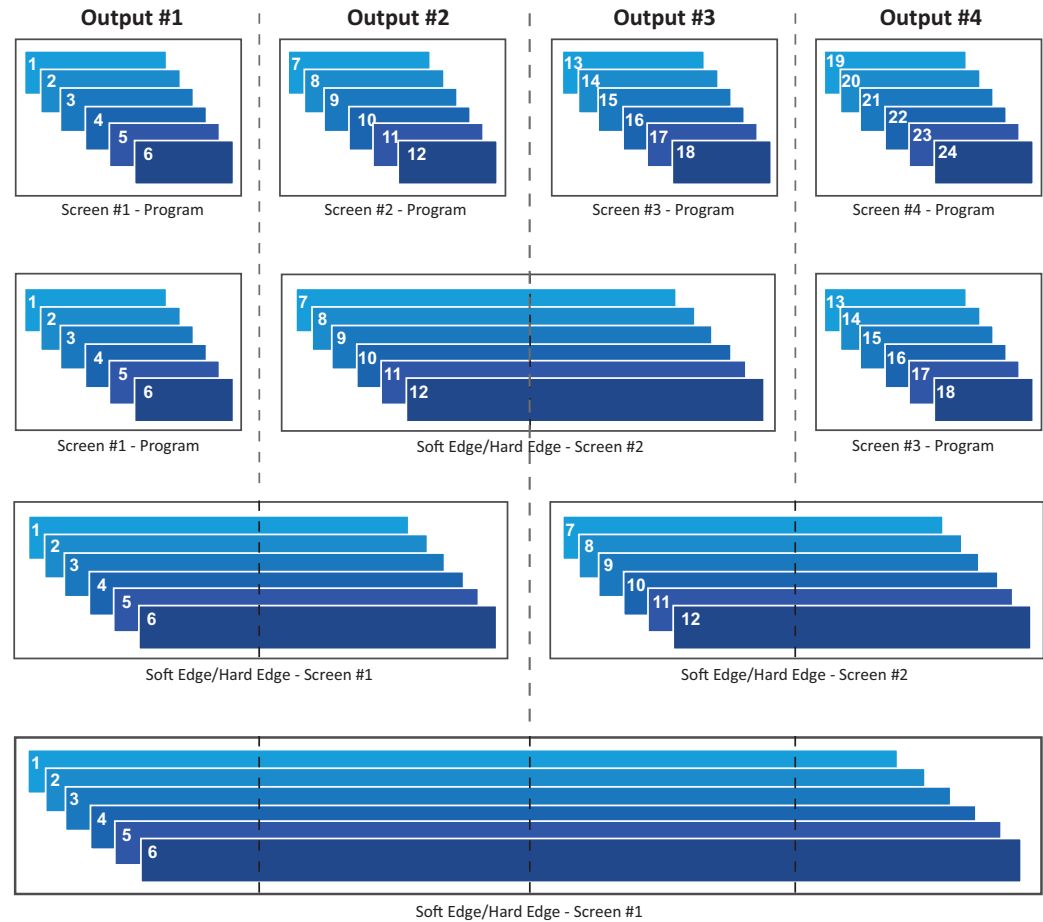 Output #1 Output #2 Output #3 Output #4
1 7 13 19
2 8 14 20
3 9 15 21
4 10 16 22
5 11 17 23
6 12 18 24
Screen #1 - Program Screen #2 - Program Screen #3 - Program Screen #4 - Program
1 7 13
2 8 14
3 9 15
4 10 16
5 11 17
6 12 18
Screen #1 - Program Soft Edge/Hard Edge - Screen #2 Screen #3 - Program
1 7
2 8
3 9
4 10
5 11
6 12
Soft Edge/Hard Edge - Screen #1 Soft Edge/Hard Edge - Screen #2
1
2
3
4
5
6
Soft Edge/Hard Edge - Screen #1